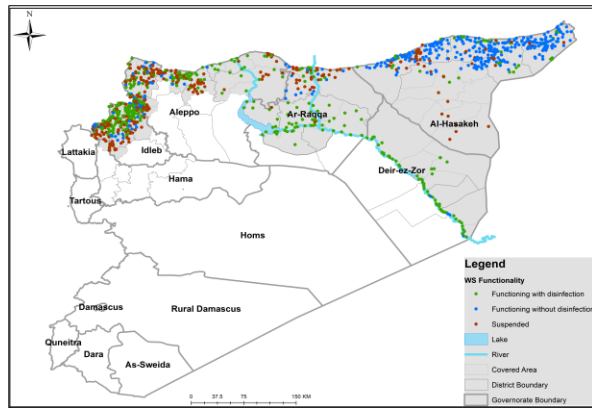 N
Aleppo
Ar-Raqqa
Al-Hasakeh
Lattakia
Idleb
Hama
Deir-ez-Zor
Tartous
Homs
Damascus
Rural Damascus
Quneitra
Dara
As-Sweida
Legend
WS Functionality
Functioning with disinfection
Functioning without disinfection
Suspended
Lake
River
Covered Area
District Boundary
Governorate Boundary
0 37.5 75 150 KM